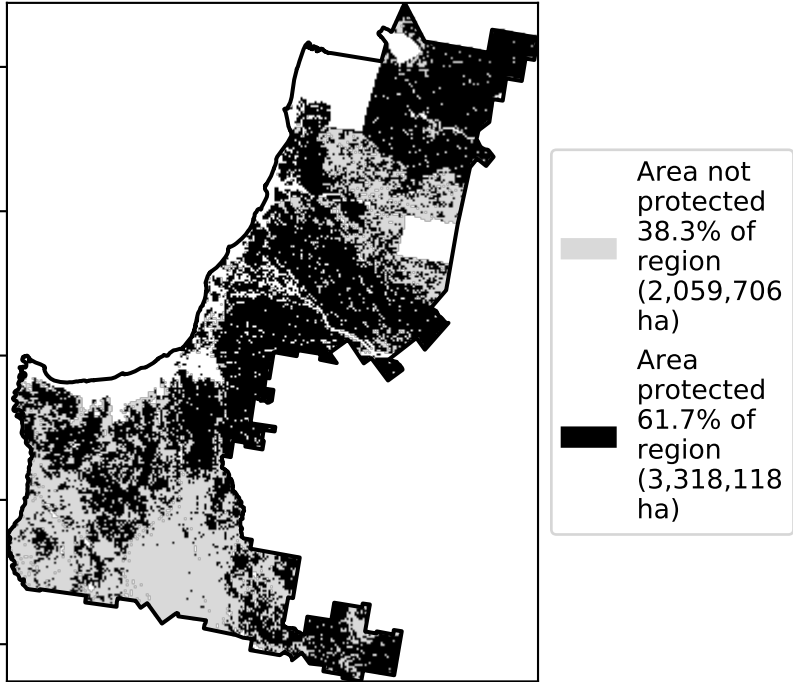 Area not
protected
38.3% of
region
(2,059,706
ha)
Area
protected
61.7% of
region
(3,318,118
ha)